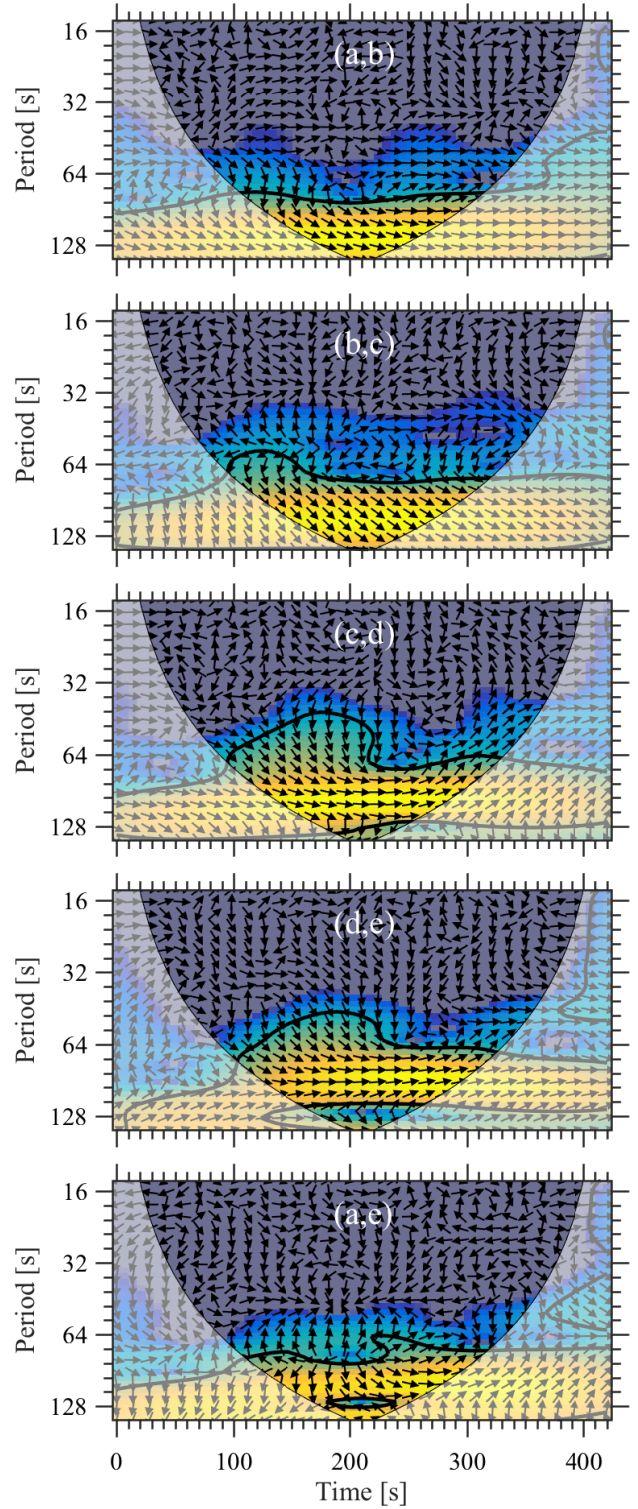 (a,b)
16
32
64
128
Period [s]
(b,c)
16
32
64
128
Period [s]
(c,d)
16
32
64
128
Period [s]
(d,e)
16
32
64
128
Period [s]
(a,e)
16
32
64
128
Period [s]
0 100 200 300 400
Time [s]